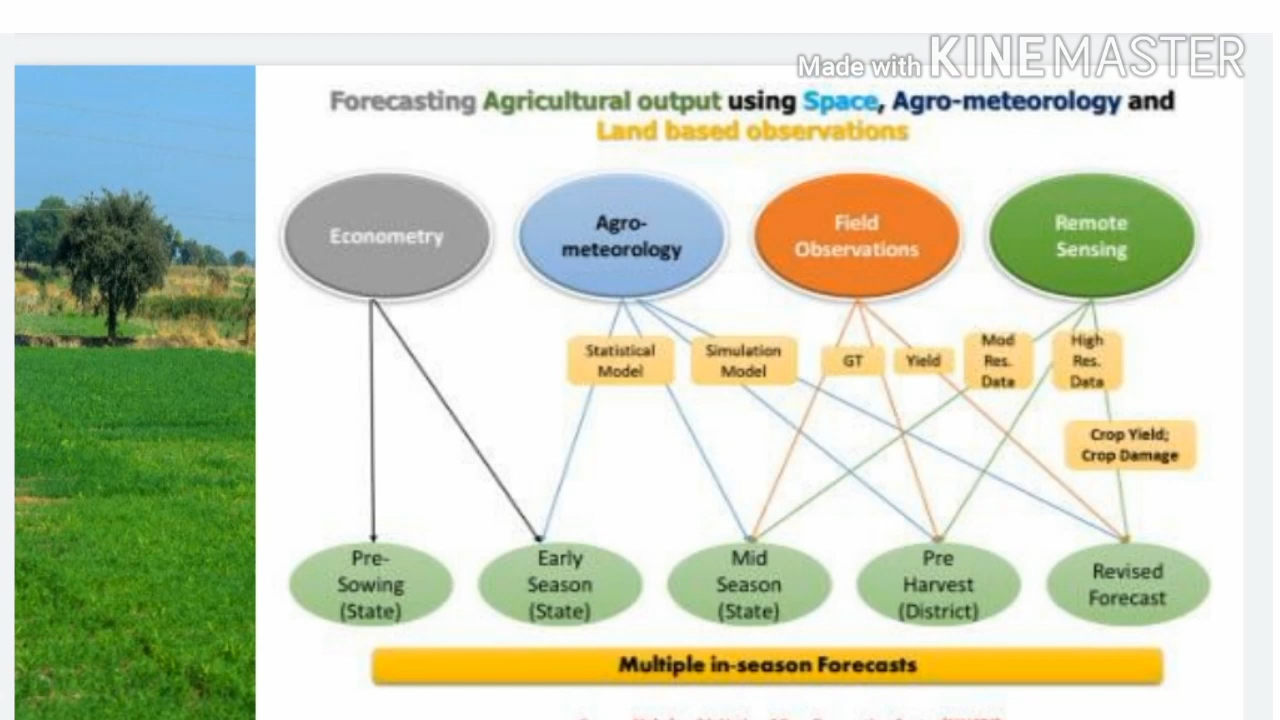 Made with KINEMASTER
Forecasting Agricultural output using Space, Agro-meteorology and
Land based observations
Econometry
Agro-
meteorology
Field
Observations
Remote
Sensing
Statistical
Model
Simulation
Model
GT
Yield
Mod
Res.
Data
High
Res.
Data
Crop Yield;
Crop Damage
Pre-
Sowing
(State)
Early
Season
(State)
Mid
Season
(State)
Pre
Harvest
(District)
Revised
Forecast
Multiple in-season Forecasts